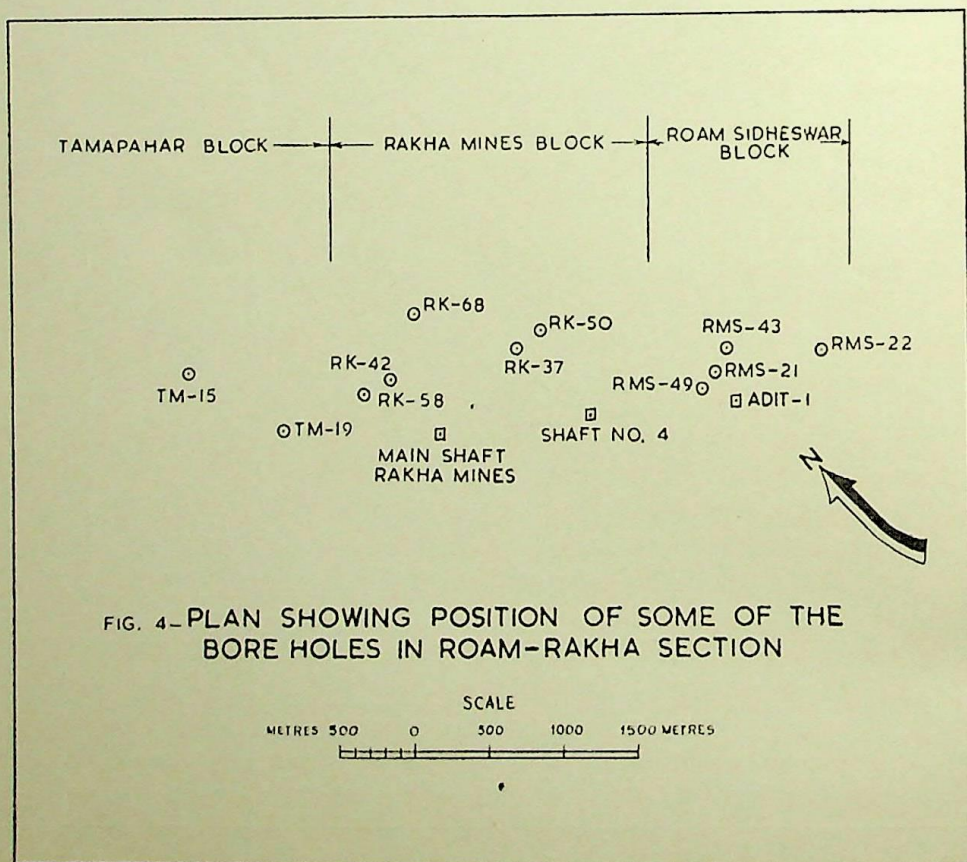 TAMAPAHAR BLOCK
RAKHA MINES BLOCK
ROAM SIDHESWAR
BLOCK
RK-68
RK-50
RMS-43
RMS-22
RK-42
RK-37
RMS-21
TM-15
RK-58
RMS-49
ADIT-1
TM-19
SHAFT NO. 4
MAIN SHAFT
RAKHA MINES
N
FIG. 4-PLAN SHOWING POSITION OF SOME OF THE
BORE HOLES IN ROAM-RAKHA SECTION
SCALE
METRES 500 0 500 1000 1500 METRES